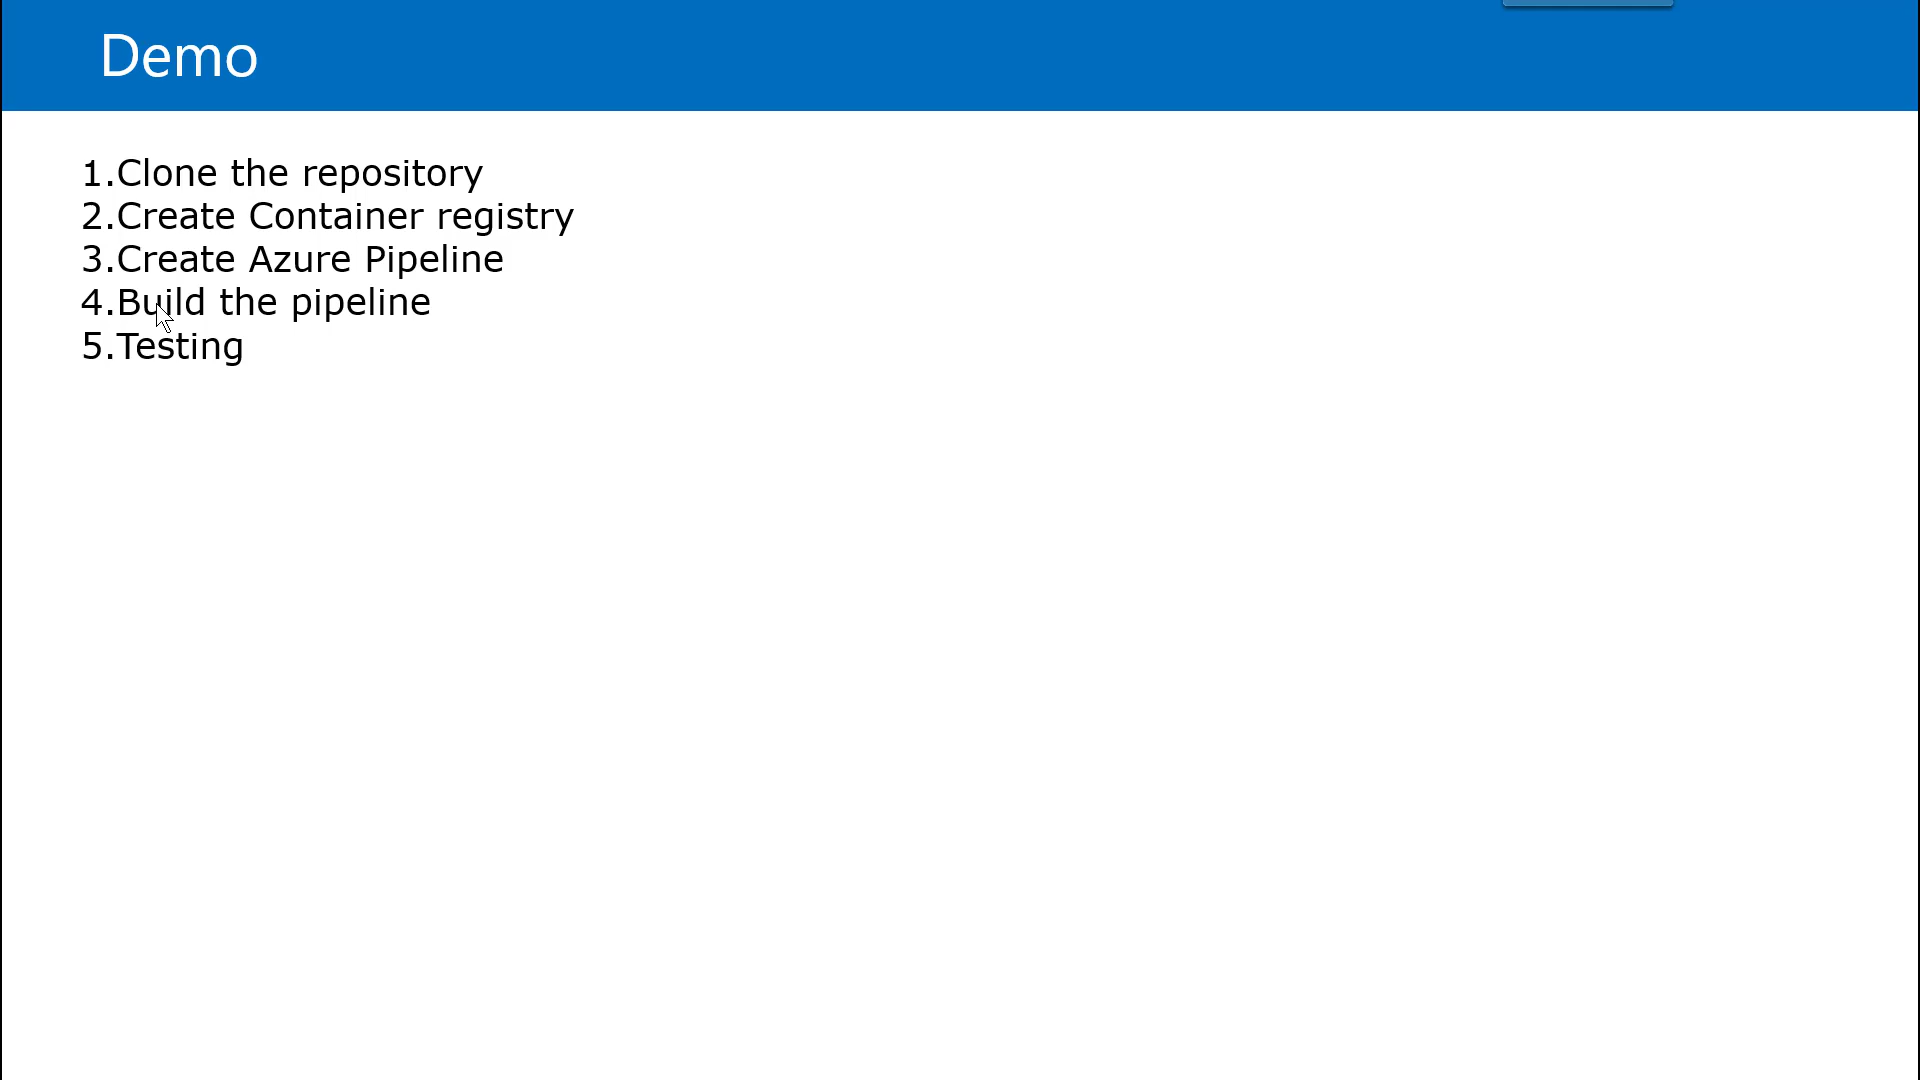 Demo
1.Clone the repository
2.Create Container registry
3.Create Azure Pipeline
4.Build the pipeline
5.Testing